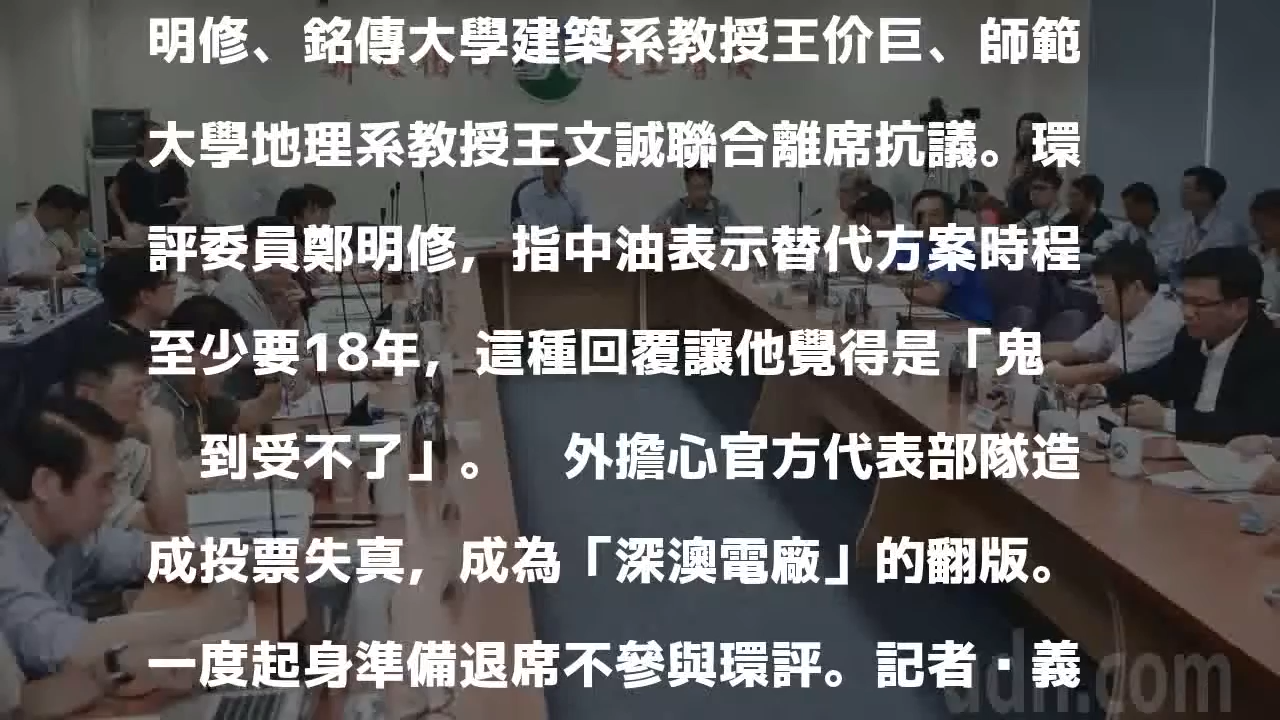 明修、銘傳大學建築系教授王价巨、師範
大學地理系教授王文誠聯合離席抗議。環
評委員鄭明修，指中油表示替代方案時程
至少要18年，這種回覆讓他覺得是「鬼
到受不了」。 外擔心官方代表部隊造
成投票失真，成為「深澳電廠」的翻版。
一度起身準備退席不參與環評。記者·義
udn.com